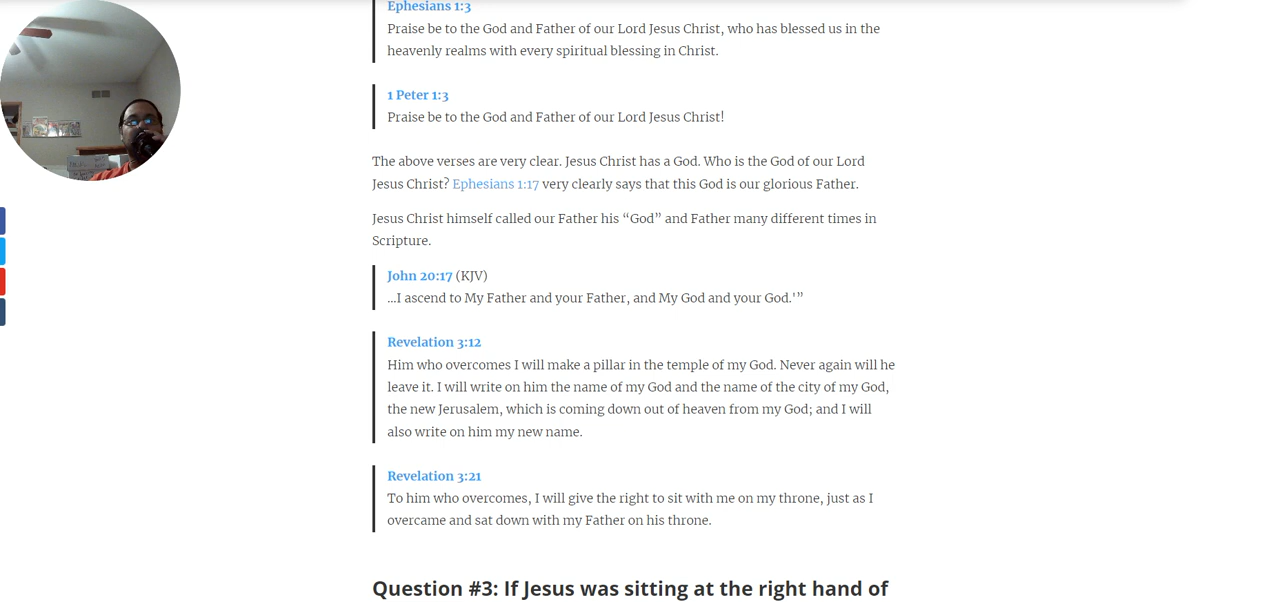 Ephesians 1:3
Praise be to the God and Father of our Lord Jesus Christ, who has blessed us in the
heavenly realms with every spiritual blessing in Christ.
1 Peter 1:3
Praise be to the God and Father of our Lord Jesus Christ!
The above verses are very clear. Jesus Christ has a God. Who is the God of our Lord
Jesus Christ? Ephesians 1:17 very clearly says that this God is our glorious Father.
Jesus Christ himself called our Father his “God” and Father many different times in
Scripture.
John 20:17 (KJV)
…I ascend to My Father and your Father, and My God and your God.'”
Revelation 3:12
Him who overcomes I will make a pillar in the temple of my God. Never again will he
leave it. I will write on him the name of my God and the name of the city of my God,
the new Jerusalem, which is coming down out of heaven from my God; and I will
also write on him my new name.
Revelation 3:21
To him who overcomes, I will give the right to sit with me on my throne, just as I
overcame and sat down with my Father on his throne.
Question #3: If Jesus was sitting at the right hand of